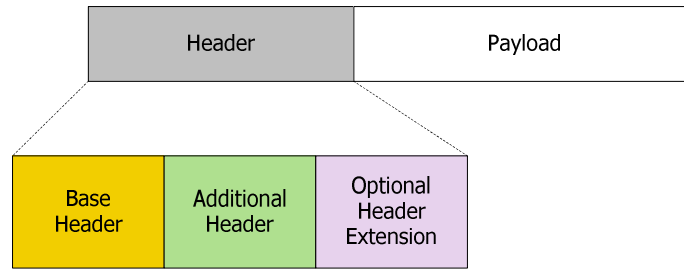 Header
Payload
Base
Header
Additional
Header
Optional
Header
Extension